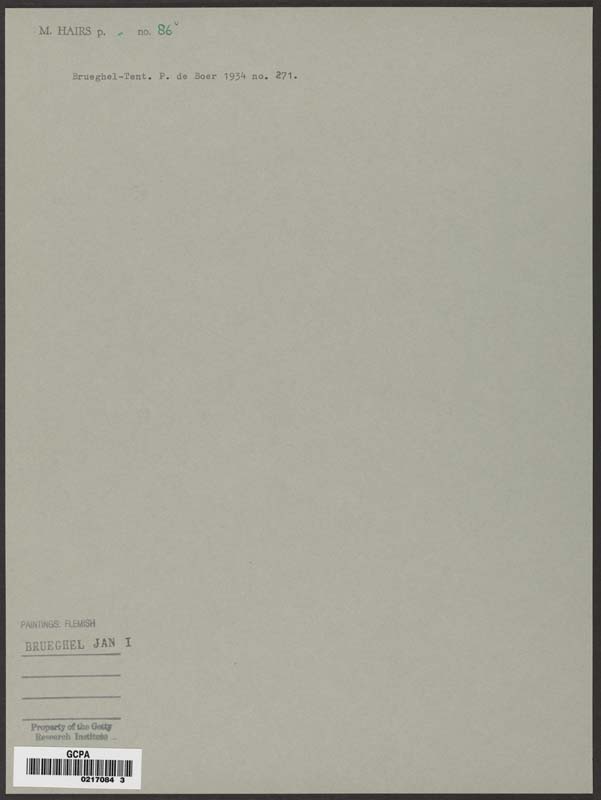 M. HAIRS p. no. 86
Brueghel-Tent. P. de Boer 1934 no. 271.
PAINTINGS: FLEMISH
BRUEGHEL JAN I
Property of the Getty
Research Institute
GCPA
0217084 3